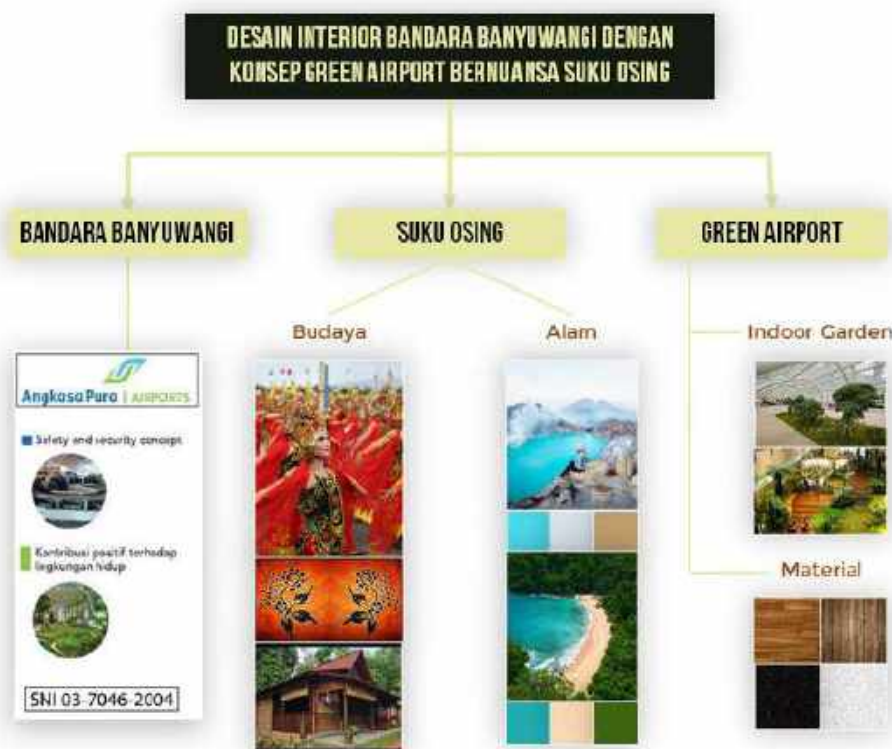 DESAIN INTERIOR BANDARA BANYUWANGI DENGAN
KONSEP GREEN AIRPORT BERNUANSA SUKU OSING
BANDARA BANYUWANGI
SUKU OSING
GREEN AIRPORT
Budaya
Alam
Indoor Garden
Angkasa Pura | AIRPORTS
Safety and security concept
Kontribusi positif terhadap
lingkungan hidup
SNI 03-7046-2004
Material